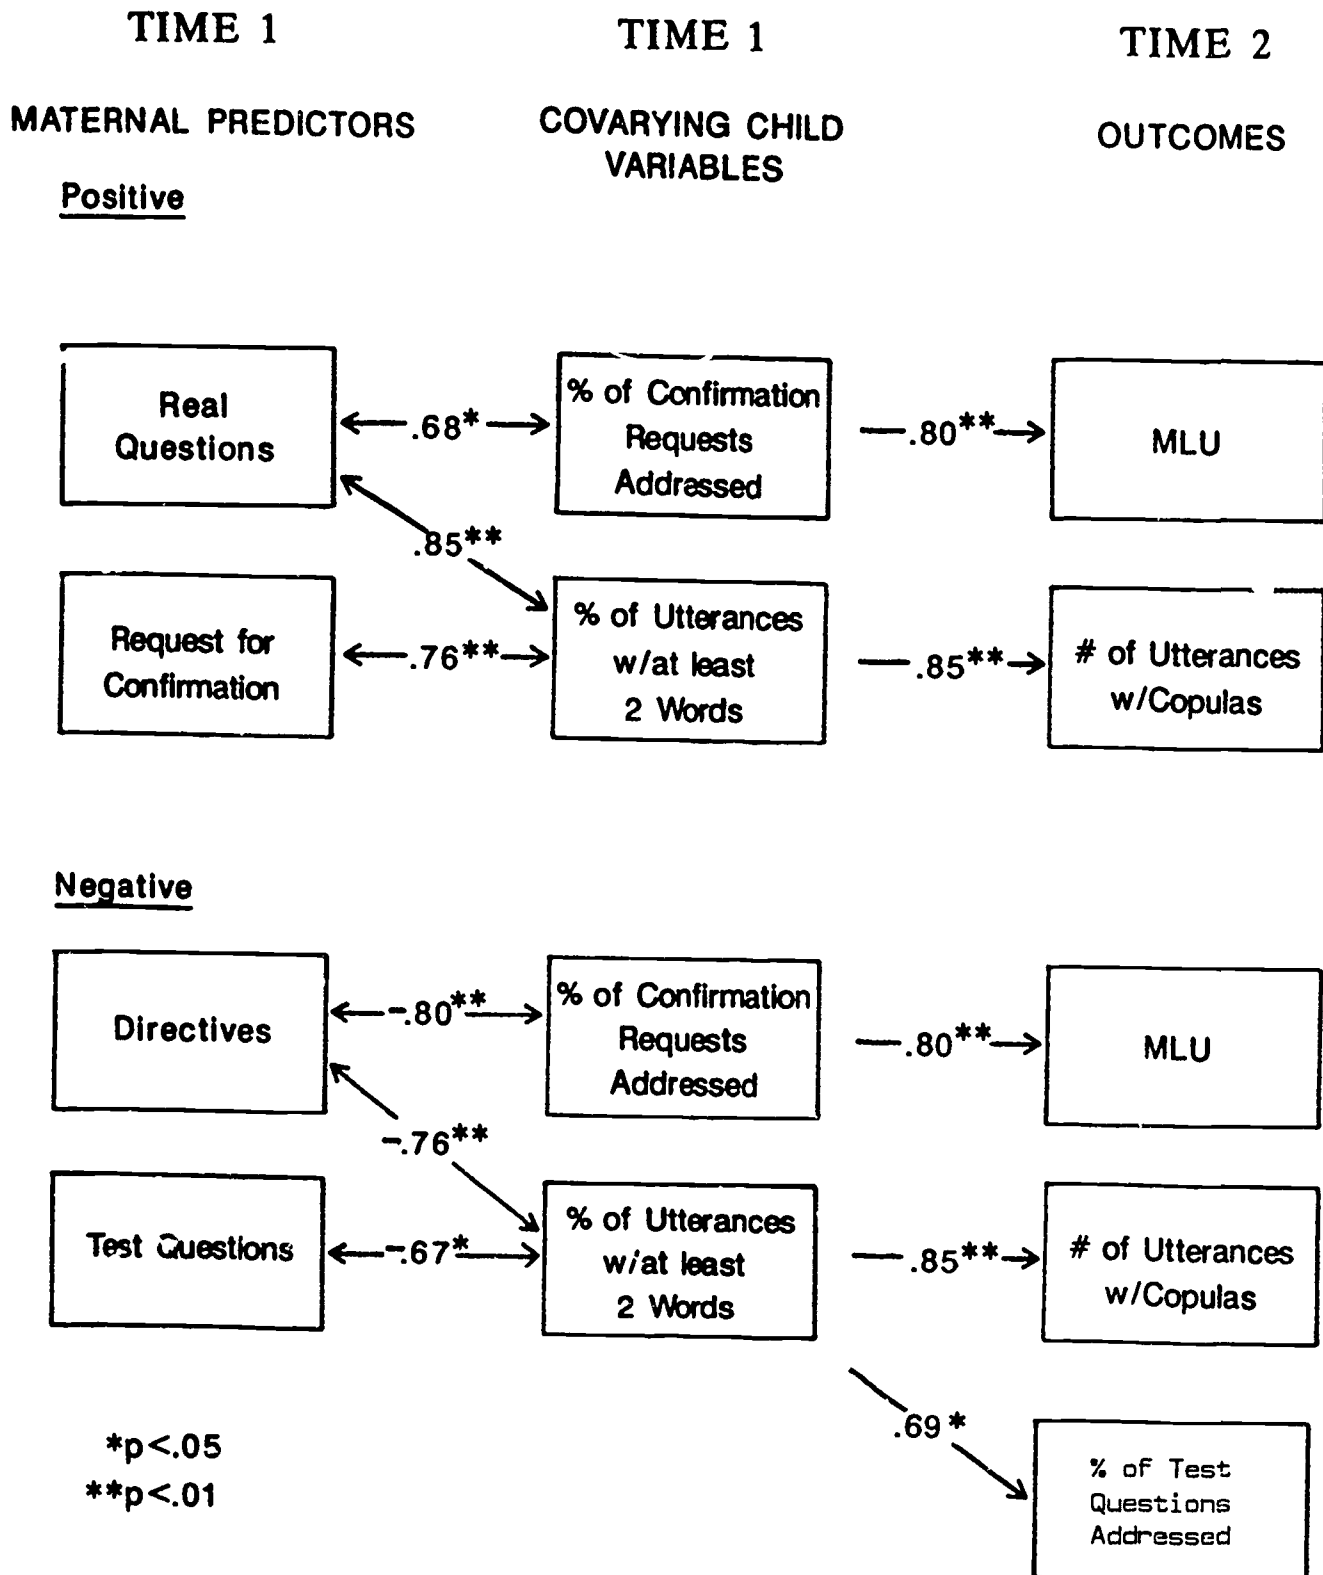 TIME 1
TIME 1
TIME 2
MATERNAL PREDICTORS
COVARYING CHILD
VARIABLES
OUTCOMES
Positive
Real
Questions
.68*
% of Confirmation
Requests
Addressed
.80**
MLU
.85**
Request for
Confirmation
.76**
% of Utterances
w/at least
2 Words
.85**
# of Utterances
w/Copulas
Negative
Directives
-.80**
% of Confirmation
Requests
Addressed
.80**
MLU
-.76**
Test Questions
-.67*
% of Utterances
w/at least
2 Words
.85**
# of Utterances
w/Copulas
.69*
% of Test
Questions
Addressed
*p<.05
**p<.01